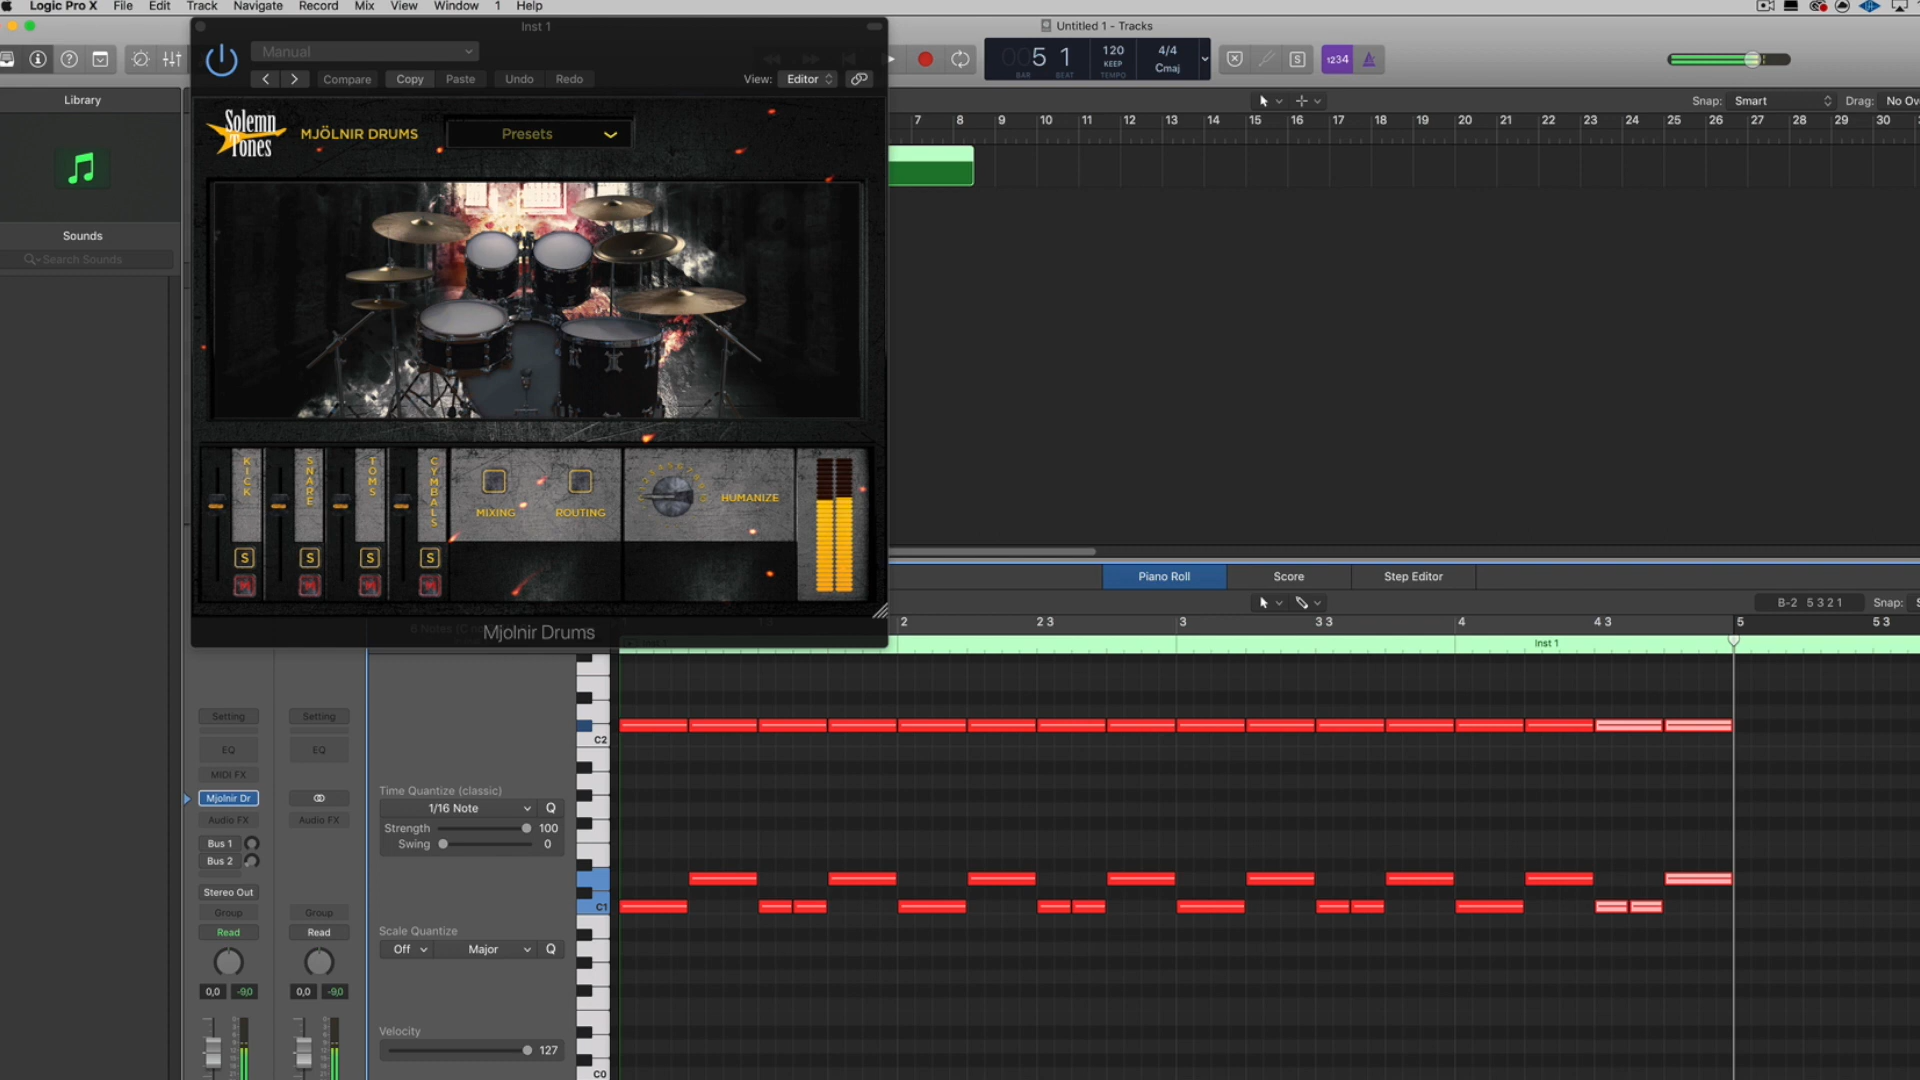 Logic Pro X File Edit Track Navigate Record Mix View Window 1 Help
Inst 1
Untitled 1 - Tracks
Manual
Compare Copy Paste Undo Redo
View: Editor
5 1
BAR BEAT
120
KEEP
TEMPO
4/4
Cmaj
1234
Library
Sounds
Search Sounds
Snap: Smart
Drag: No Ov
7 8 9 10 11 12 13 14 15 16 17 18 19 20 21 22 23 24 25 26 27 28 29 30 31
Solemn
Tones
MJÖLNIR DRUMS
Presets
KICK
SNARE
TOMS
CYMBALS
S S S S
M M M M
MIXING
ROUTING
HUMANIZE
Mjolnir Drums
Piano Roll
Score
Step Editor
B-2 5 3 2 1
Snap:
2 2 3 3 3 3 4 4 3 5 5 3
Inst 1
C2
C1
C0
Setting Setting
EQ EQ
MIDI FX
Mjolnir Dr
Audio FX Audio FX
Bus 1
Bus 2
Stereo Out
Group Group
Read Read
0,0 -9,0 0,0 -9,0
Time Quantize (classic)
1/16 Note Q
Strength 100
Swing 0
Scale Quantize
Off Major Q
Velocity
127